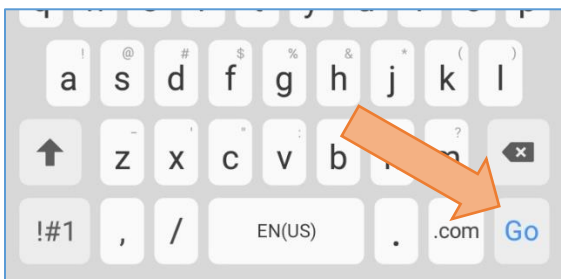 ! @ # $ % & * ( )
a s d f g h j k l
- ' : ?
z x c v b m
!#1 , / EN(US) . .com Go